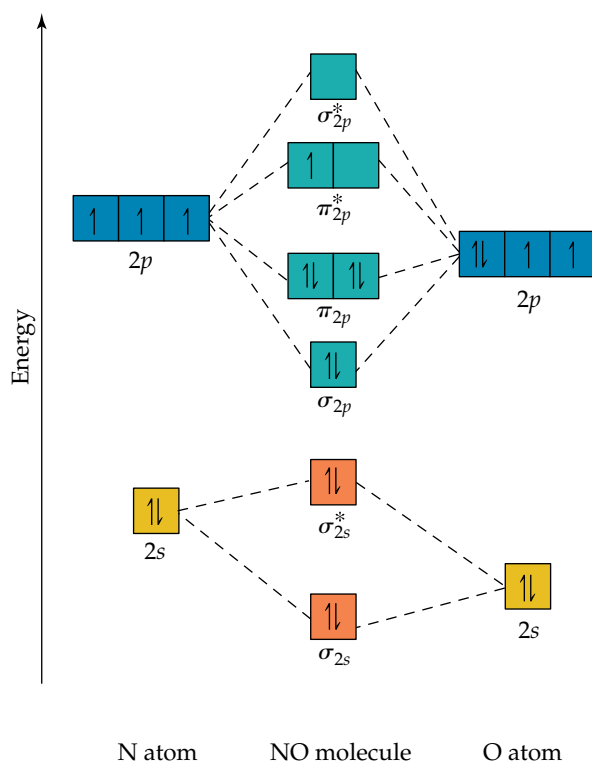 σ*2p
π*2p
2p
π2p
2p
Energy
σ2p
σ*2s
2s
2s
σ2s
N atom NO molecule O atom